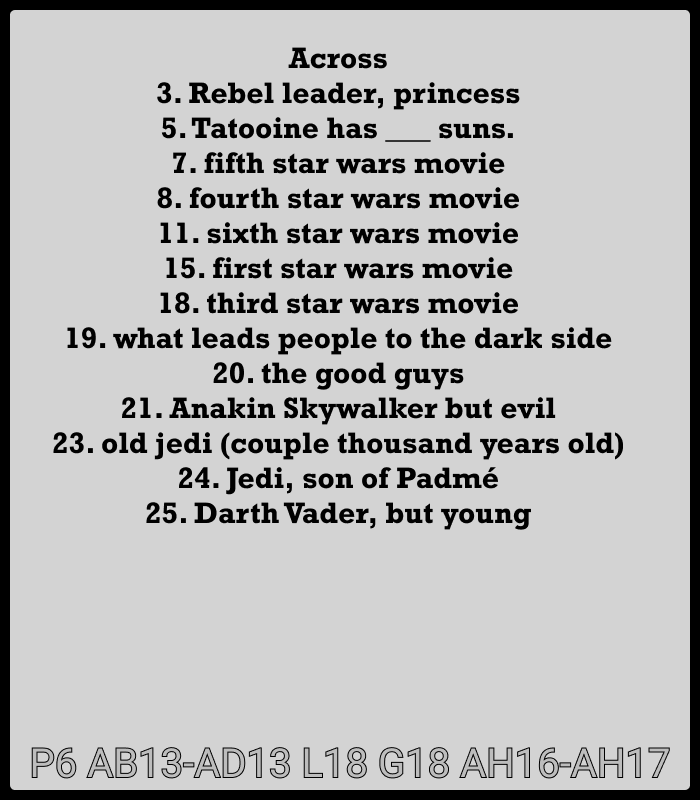 Across
3. Rebel leader, princess
5. Tatooine has ___ suns.
7. fifth star wars movie
8. fourth star wars movie
11. sixth star wars movie
15. first star wars movie
18. third star wars movie
19. what leads people to the dark side
20. the good guys
21. Anakin Skywalker but evil
23. old jedi (couple thousand years old)
24. Jedi, son of Padmé
25. Darth Vader, but young
P6 AB13-AD13 L18 G18 AH16-AH17